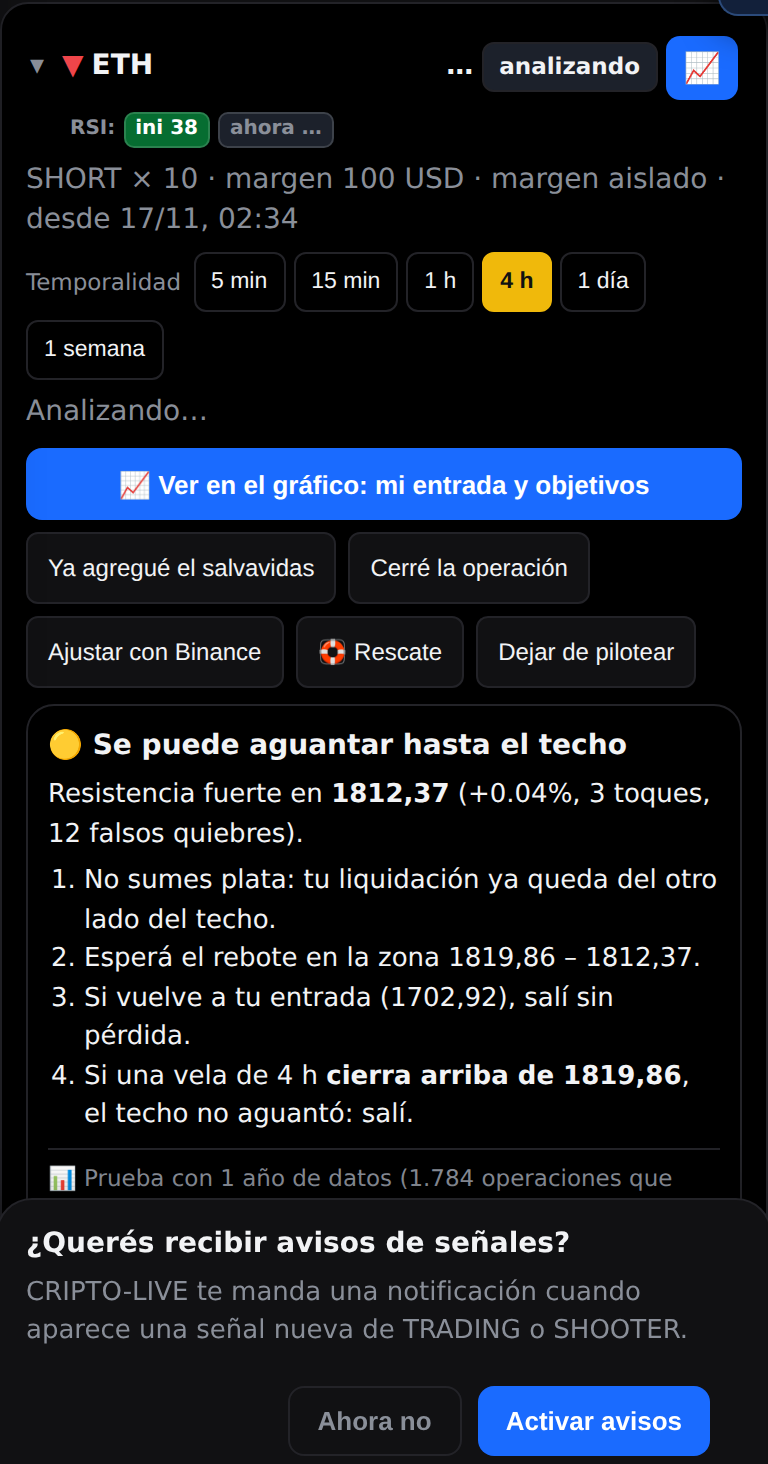 ▼ 🔻 ETH ... analizando 📈
RSI: ini 38 ahora ...
SHORT × 10 · margen 100 USD · margen aislado ·
desde 17/11, 02:34
Temporalidad 5 min 15 min 1 h 4 h 1 día
1 semana
Analizando...
📈 Ver en el gráfico: mi entrada y objetivos
Ya agregué el salvavidas Cerré la operación
Ajustar con Binance 🛟 Rescate Dejar de pilotear
🟡 Se puede aguantar hasta el techo
Resistencia fuerte en 1812,37 (+0.04%, 3 toques,
12 falsos quiebres).
1. No sumes plata: tu liquidación ya queda del otro
lado del techo.
2. Esperá el rebote en la zona 1819,86 – 1812,37.
3. Si vuelve a tu entrada (1702,92), salí sin
pérdida.
4. Si una vela de 4 h cierra arriba de 1819,86,
el techo no aguantó: salí.
📊 Prueba con 1 año de datos (1.784 operaciones que
¿Querés recibir avisos de señales?
CRIPTO-LIVE te manda una notificación cuando
aparece una señal nueva de TRADING o SHOOTER.
Ahora no Activar avisos